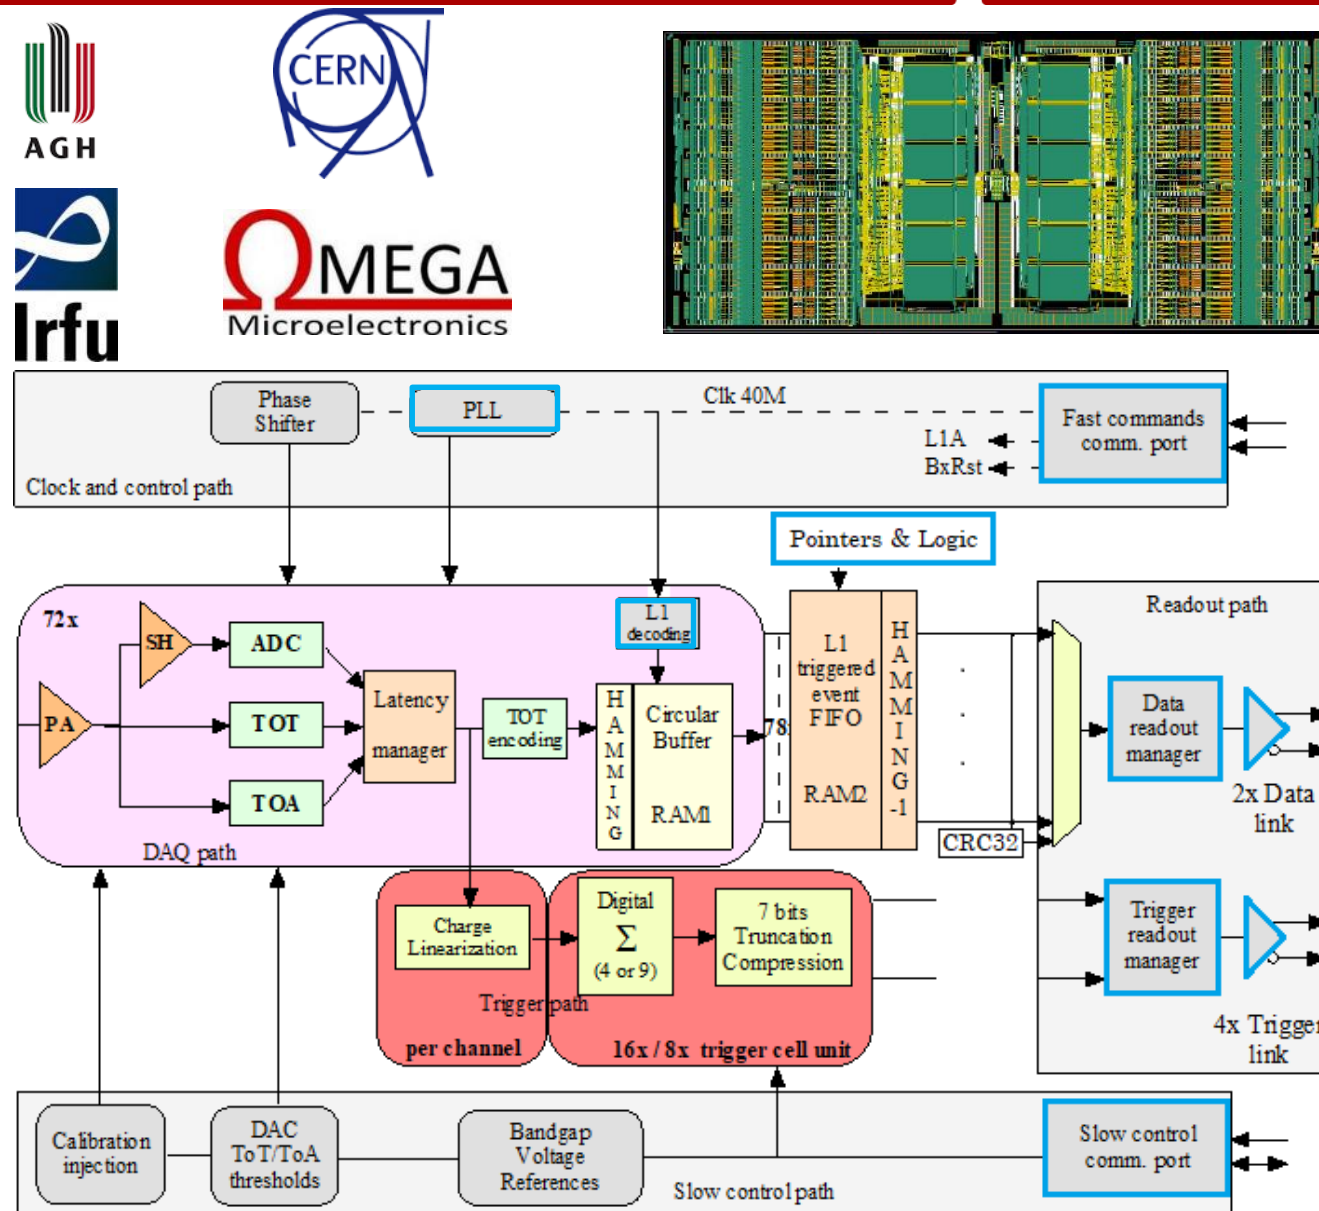 AGH
CERN
Irfu
ΩMEGA
Microelectronics
Phase
Shifter
PLL
Clk 40M
Fast commands
comm. port
L1A
BxRst
Clock and control path
Pointers & Logic
72x
SH
ADC
PA
TOT
TOA
Latency
manager
TOT
encoding
L1
decoding
HAMMING
Circular
Buffer
RAM1
DAQ path
78
L1
triggered
event
FIFO
RAM2
HAMMING-1
CRC32
Readout path
Data
readout
manager
2x Data
link
Trigger
readout
manager
4x Trigger
link
Charge
Linearization
Digital
Σ
(4 or 9)
7 bits
Truncation
Compression
Trigger path
per channel
16x / 8x trigger cell unit
Calibration
injection
DAC
ToT/ToA
thresholds
Bandgap
Voltage
References
Slow control path
Slow control
comm. port